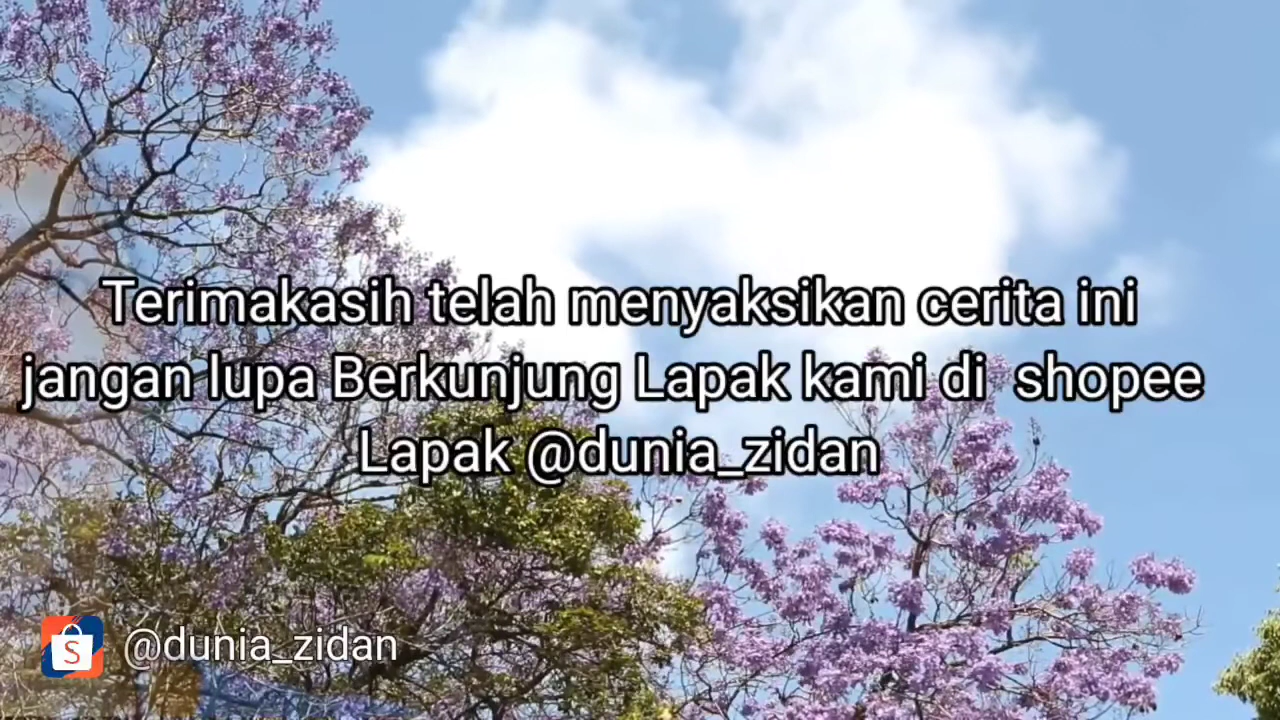 Terimakasih telah menyaksikan cerita ini
jangan lupa Berkunjung Lapak kami di  shopee
Lapak @dunia_zidan
S
@dunia_zidan